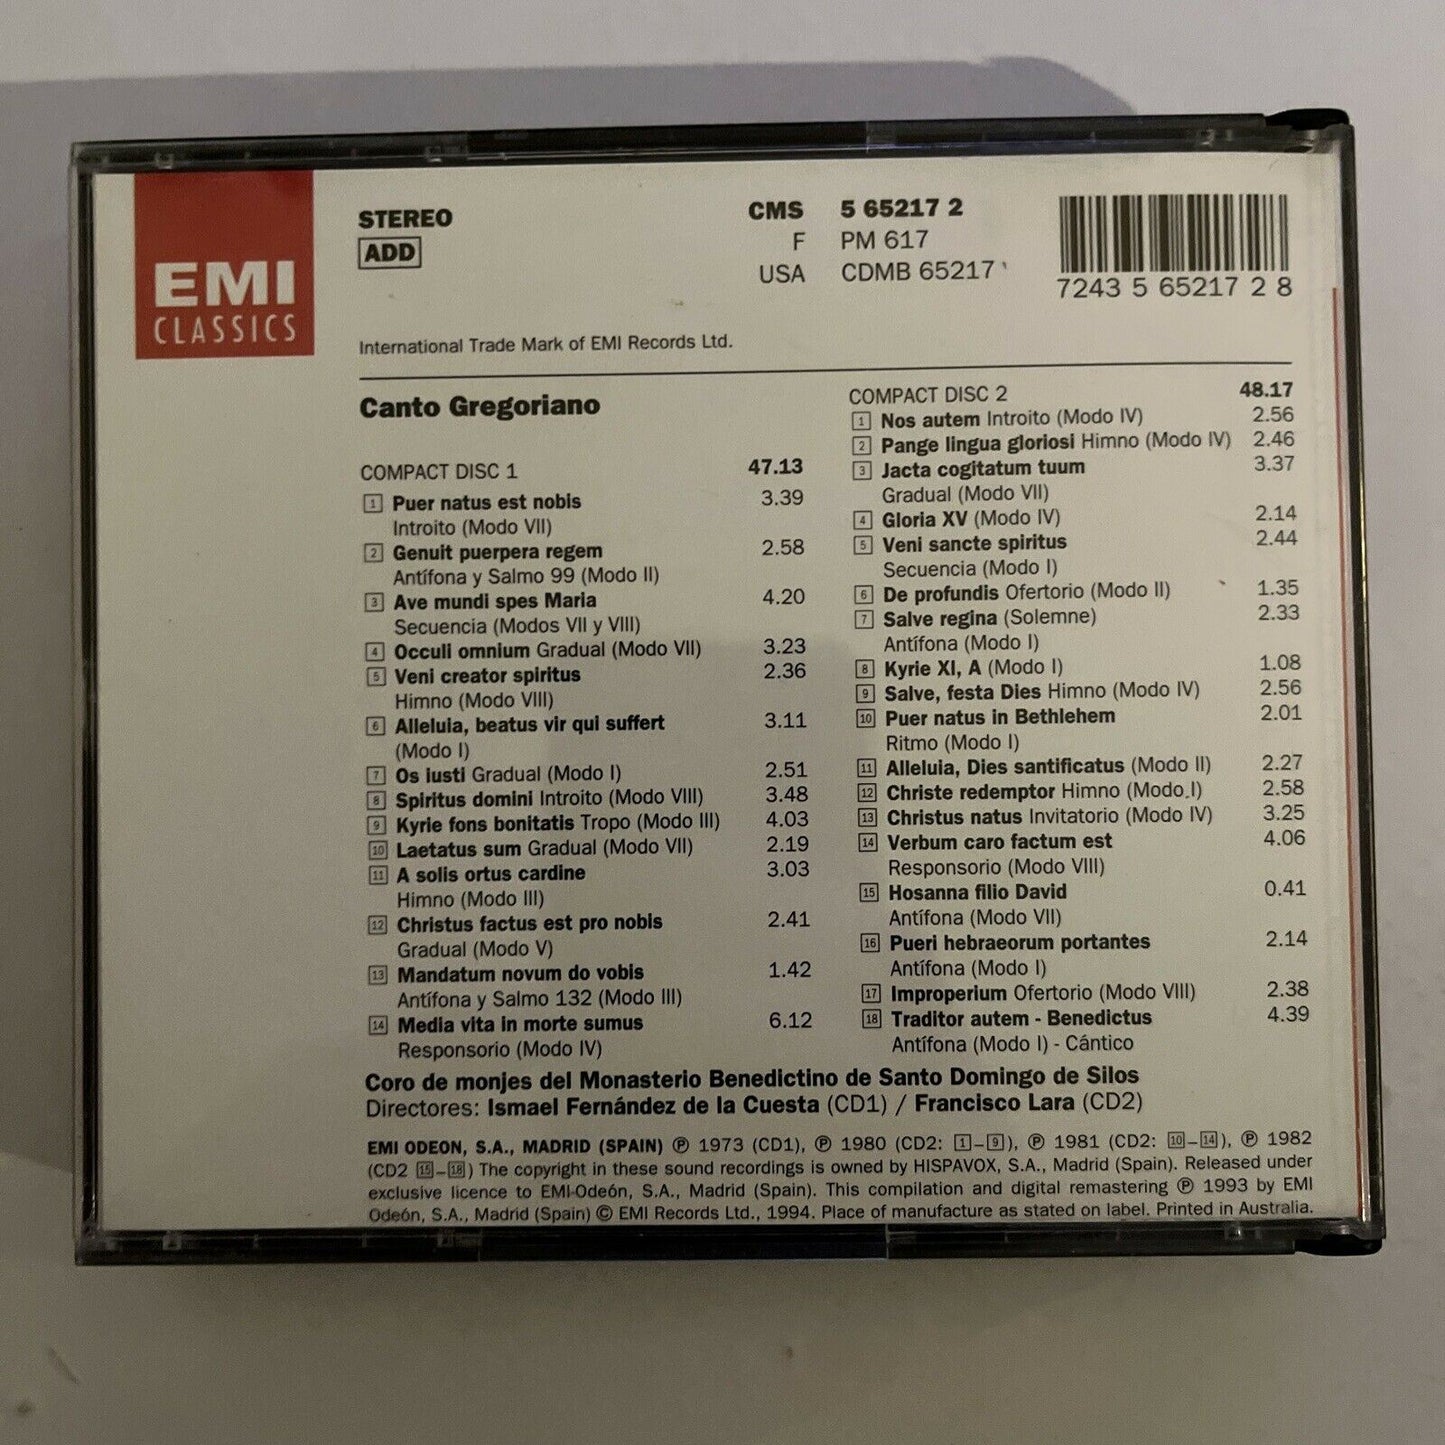 EMI
CLASSICS
STEREO
ADD
CMS 5 65217 2
F PM 617
USA CDMB 65217
7243 5 65217 2 8
International Trade Mark of EMI Records Ltd.
Canto Gregoriano
COMPACT DISC 1 47.13
1 Puer natus est nobis 3.39
Introito (Modo VII)
2 Genuit puerpera regem 2.58
Antífona y Salmo 99 (Modo II)
3 Ave mundi spes Maria 4.20
Secuencia (Modos VII y VIII)
4 Occuli omnium Gradual (Modo VII) 3.23
5 Veni creator spiritus 2.36
Himno (Modo VIII)
6 Alleluia, beatus vir qui suffert 3.11
(Modo I)
7 Os iusti Gradual (Modo I) 2.51
8 Spiritus domini Introito (Modo VIII) 3.48
9 Kyrie fons bonitatis Tropo (Modo III) 4.03
10 Laetatus sum Gradual (Modo VII) 2.19
11 A solis ortus cardine 3.03
Himno (Modo III)
12 Christus factus est pro nobis 2.41
Gradual (Modo V)
13 Mandatum novum do vobis 1.42
Antífona y Salmo 132 (Modo III)
14 Media vita in morte sumus 6.12
Responsorio (Modo IV)
COMPACT DISC 2 48.17
1 Nos autem Introito (Modo IV) 2.56
2 Pange lingua gloriosi Himno (Modo IV) 2.46
3 Jacta cogitatum tuum 3.37
Gradual (Modo VII)
4 Gloria XV (Modo IV) 2.14
5 Veni sancte spiritus 2.44
Secuencia (Modo I)
6 De profundis Ofertorio (Modo II) 1.35
7 Salve regina (Solemne) 2.33
Antífona (Modo I)
8 Kyrie XI, A (Modo I) 1.08
9 Salve, festa Dies Himno (Modo IV) 2.56
10 Puer natus in Bethlehem 2.01
Ritmo (Modo I)
11 Alleluia, Dies santificatus (Modo II) 2.27
12 Christe redemptor Himno (Modo I) 2.58
13 Christus natus Invitatorio (Modo IV) 3.25
14 Verbum caro factum est 4.06
Responsorio (Modo VIII)
15 Hosanna filio David 0.41
Antífona (Modo VII)
16 Pueri hebraeorum portantes 2.14
Antífona (Modo I)
17 Improperium Ofertorio (Modo VIII) 2.38
18 Traditor autem - Benedictus 4.39
Antífona (Modo I) - Cántico
Coro de monjes del Monasterio Benedictino de Santo Domingo de Silos
Directores: Ismael Fernández de la Cuesta (CD1) / Francisco Lara (CD2)
EMI ODEON, S.A., MADRID (SPAIN) ℗ 1973 (CD1), ℗ 1980 (CD2: 1–9), ℗ 1981 (CD2: 10–14), ℗ 1982
(CD2 15–18) The copyright in these sound recordings is owned by HISPAVOX, S.A., Madrid (Spain). Released under
exclusive licence to EMI-Odeón, S.A., Madrid (Spain). This compilation and digital remastering ℗ 1993 by EMI
Odeón, S.A., Madrid (Spain) © EMI Records Ltd., 1994. Place of manufacture as stated on label. Printed in Australia.